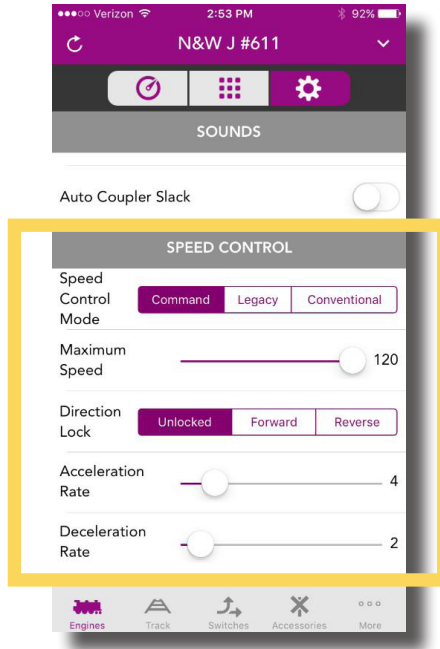 Verizon 2:53 PM 92%
N&W J #611
SOUNDS
Auto Coupler Slack
SPEED CONTROL
Speed
Control
Mode
Command Legacy Conventional
Maximum
Speed
120
Direction
Lock
Unlocked Forward Reverse
Acceleration
Rate
4
Deceleration
Rate
2
Engines Track Switches Accessories More